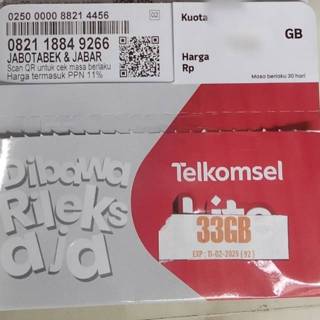 0250 0000 8821 4456
02
Kuota
GB
0821 1884 9266
JABOTABEK & JABAR
Scan QR untuk cek masa berlaku
Harga termasuk PPN 11%
Harga
Rp
Masa berlaku 30 hari
Dibawa
Rileks
aja
Telkomsel
Lite
33GB
EXP : 11-02-2025 (92)